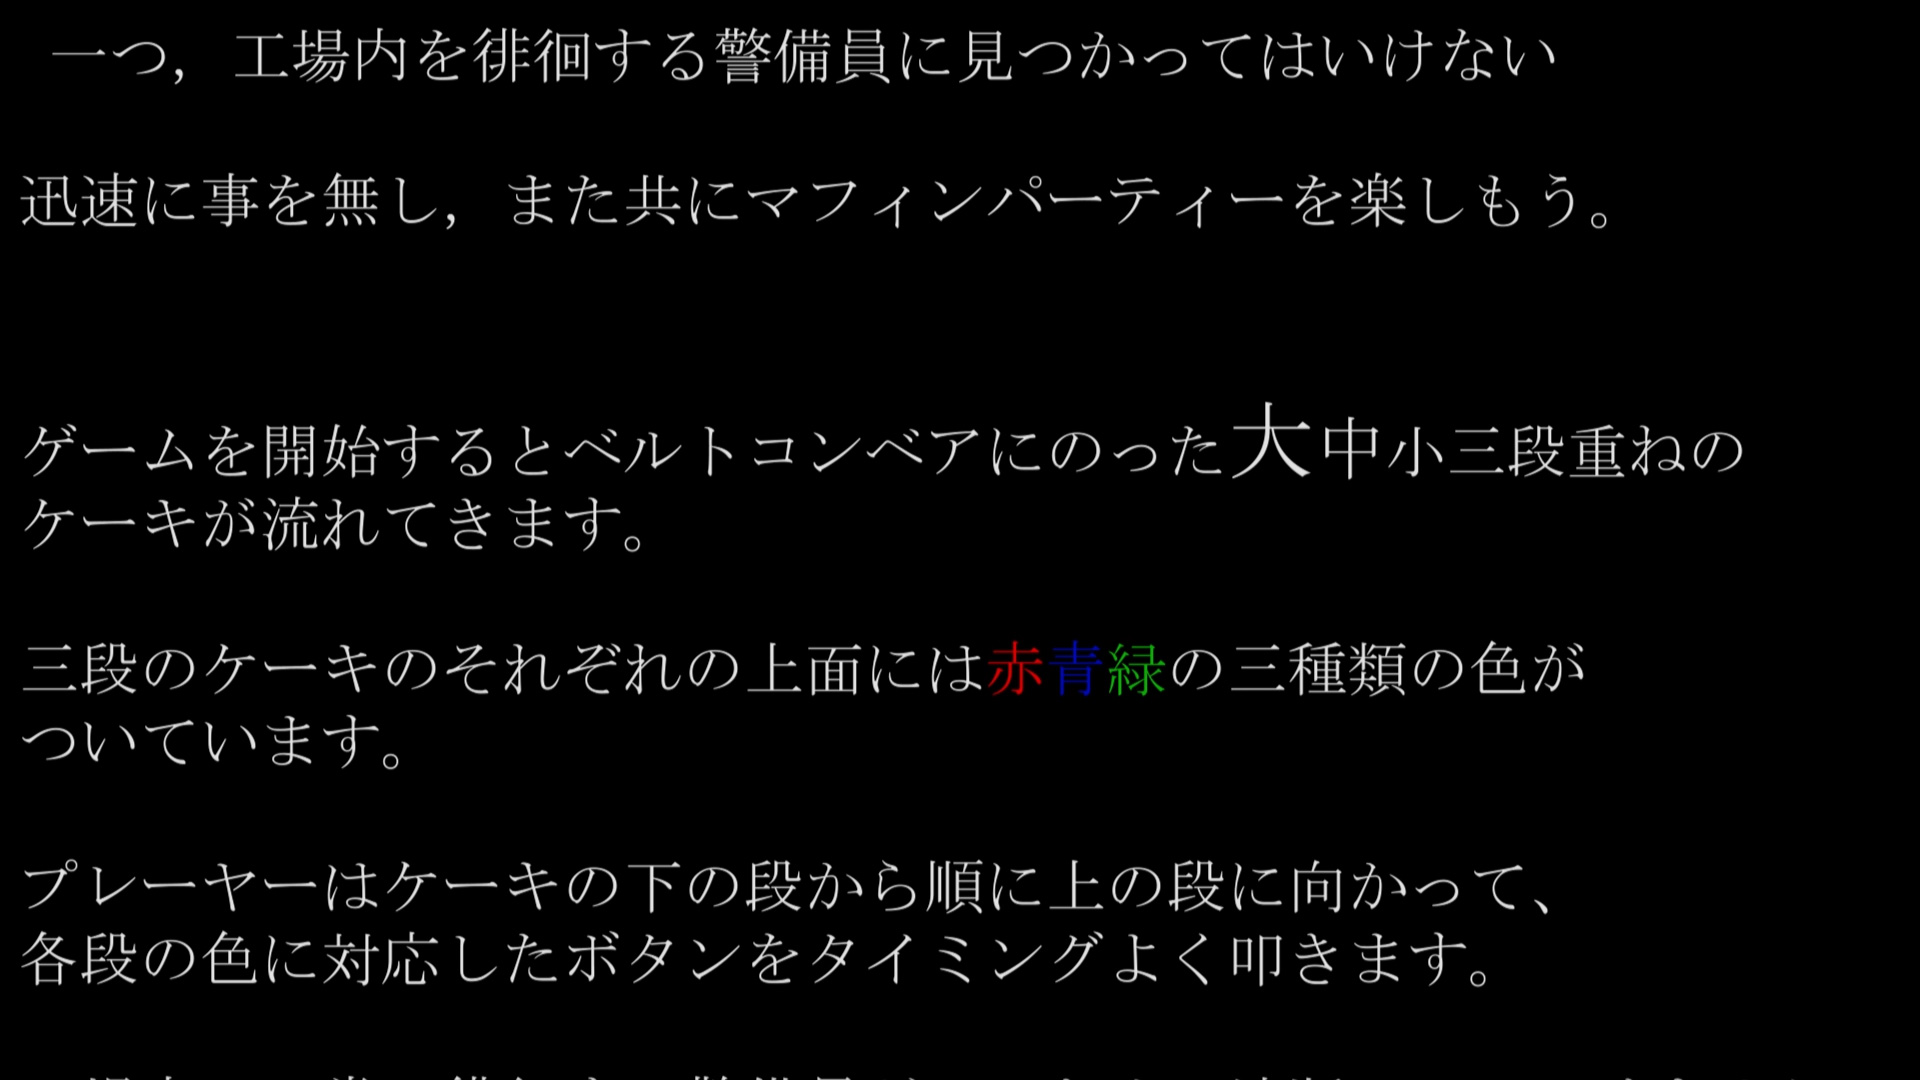 一つ，工場内を徘徊する警備員に見つかってはいけない
迅速に事を無し，また共にマフィンパーティーを楽しもう。
ゲームを開始するとベルトコンベアにのった大中小三段重ねの
ケーキが流れてきます。
三段のケーキのそれぞれの上面には赤青緑の三種類の色が
ついています。
プレーヤーはケーキの下の段から順に上の段に向かって、
各段の色に対応したボタンをタイミングよく叩きます。